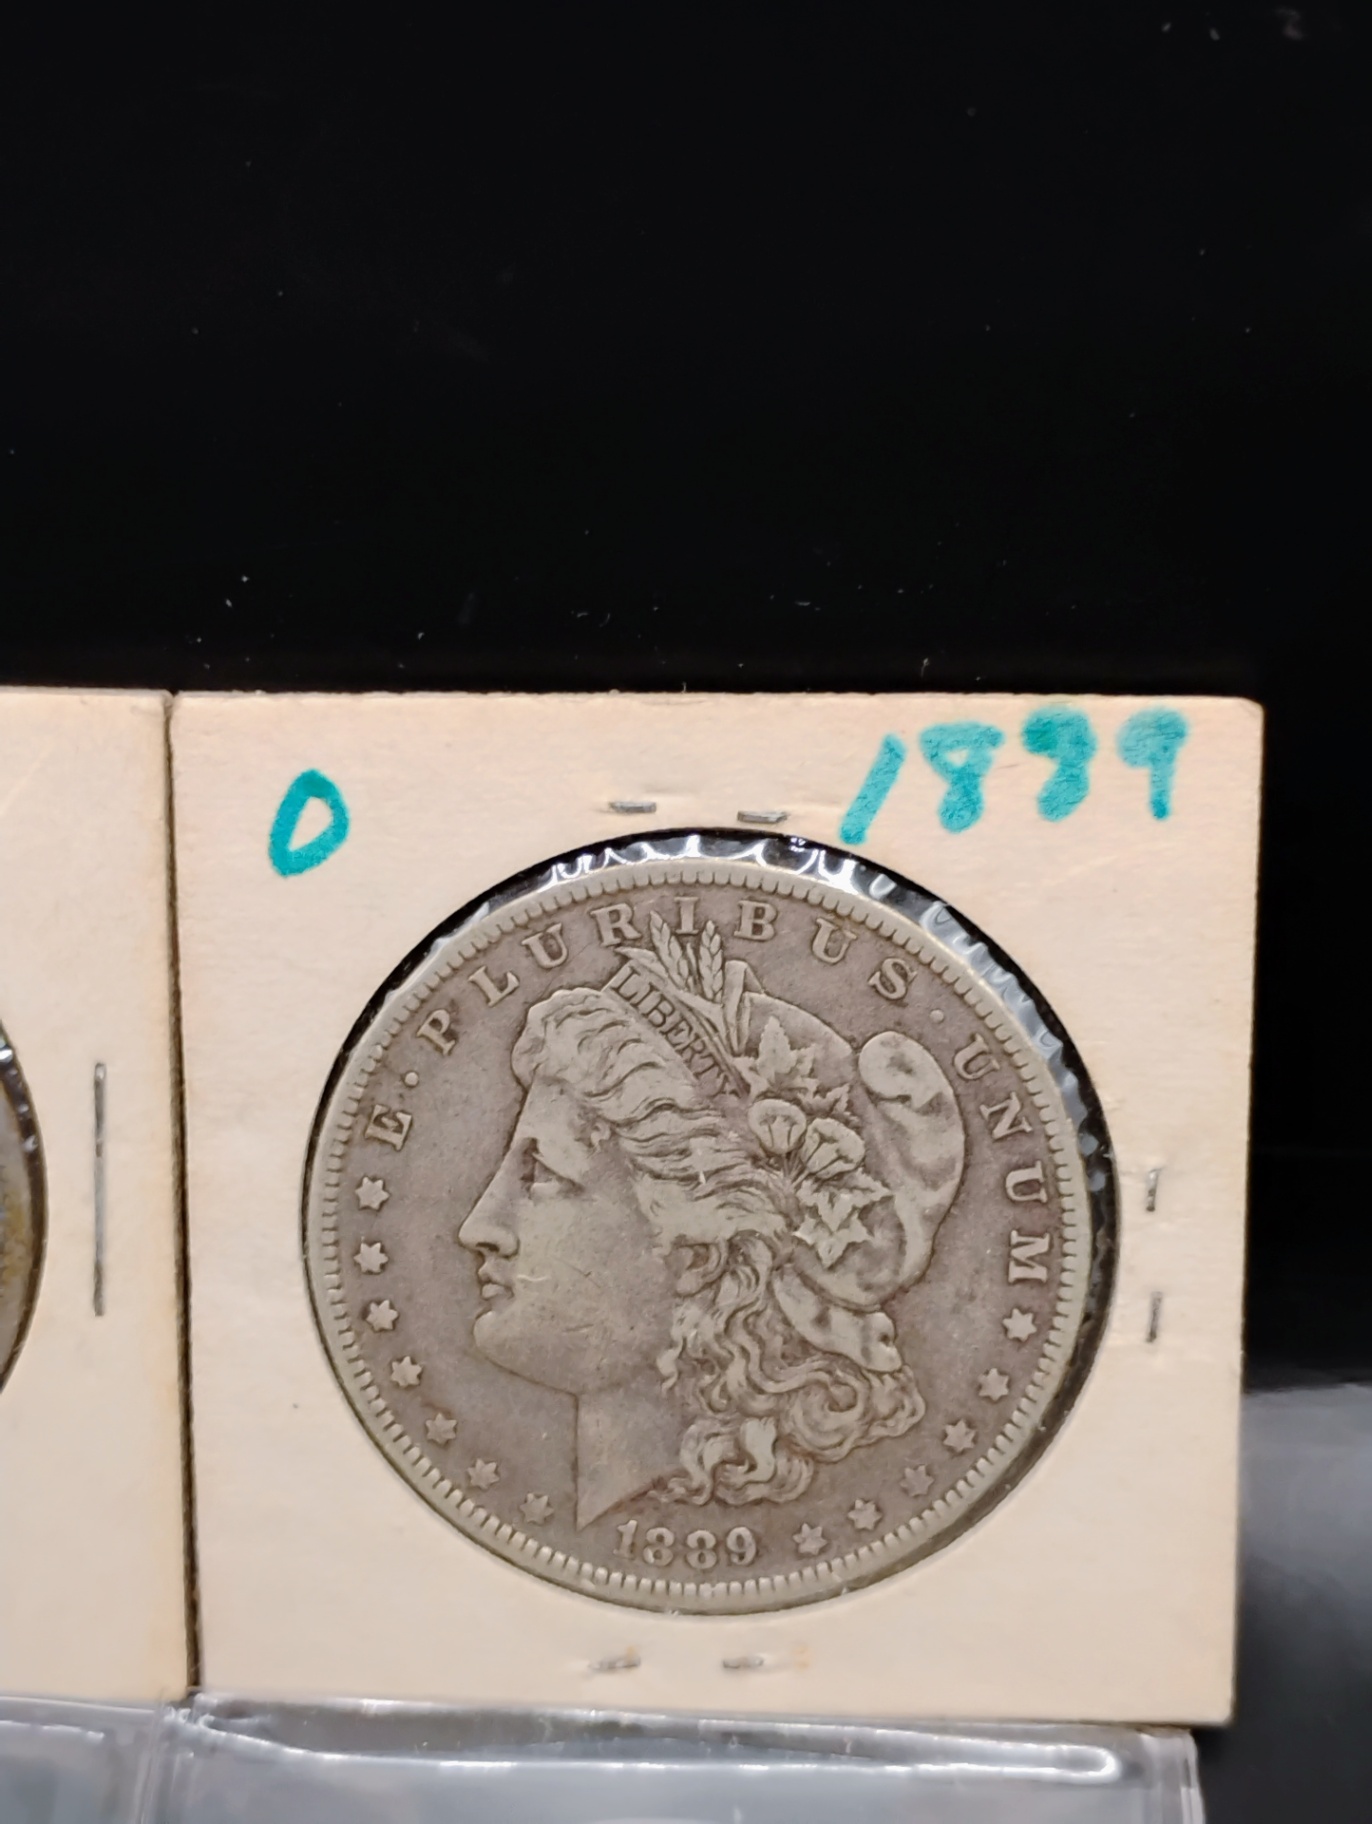 O 1889
E · PLURIBUS · UNUM
LIBERTY
1889